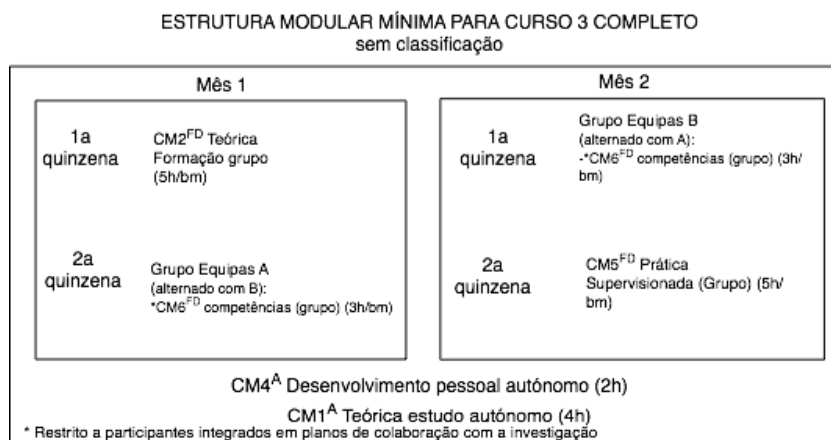 ESTRUTURA MODULAR MÍNIMA PARA CURSO 3 COMPLETO
sem classificação
Mês 1
1a
quinzena
CM2FD Teórica
Formação grupo
(5h/bm)
2a
quinzena
Grupo Equipas A
(alternado com B):
*CM6FD competências (grupo) (3h/bm)
Mês 2
1a
quinzena
Grupo Equipas B
(alternado com A):
-*CM6FD competências (grupo) (3h/
bm)
2a
quinzena
CM5FD Prática
Supervisionada (Grupo) (5h/
bm)
CM4A Desenvolvimento pessoal autónomo (2h)
CM1A Teórica estudo autónomo (4h)
* Restrito a participantes integrados em planos de colaboração com a investigação